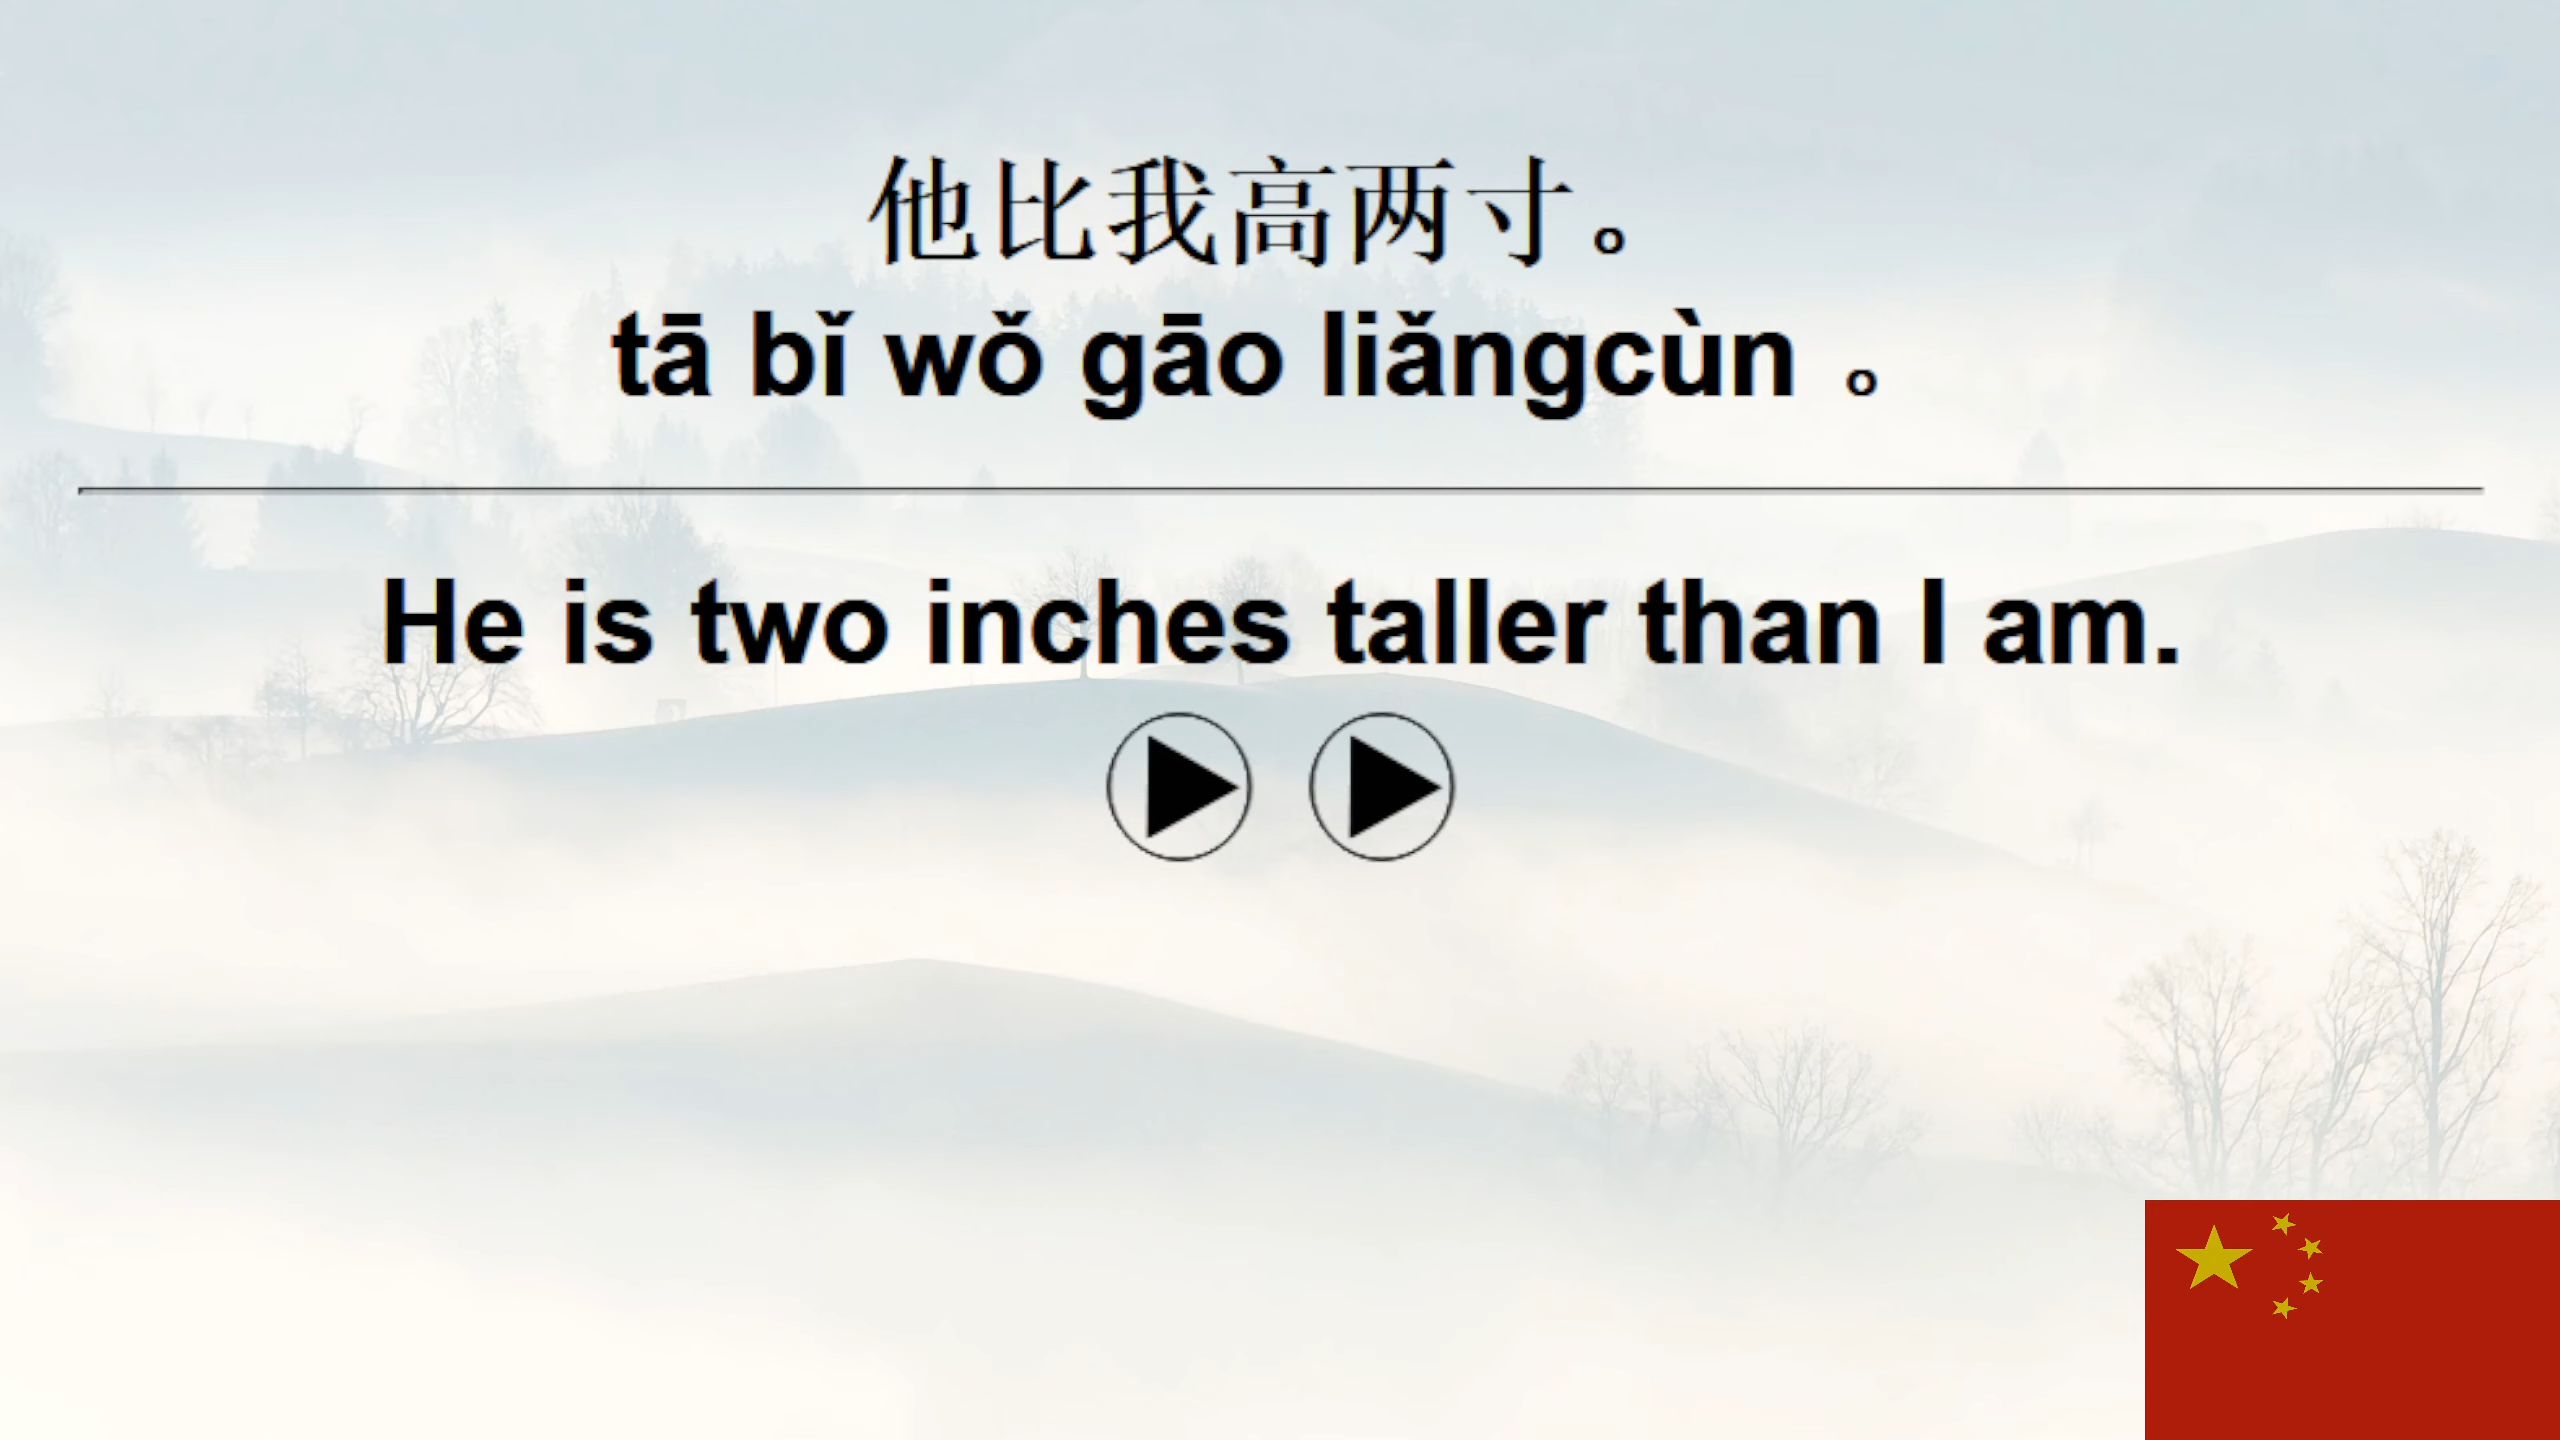 他比我高两寸。
tā bǐ wǒ gāo liǎngcùn 。
He is two inches taller than I am.